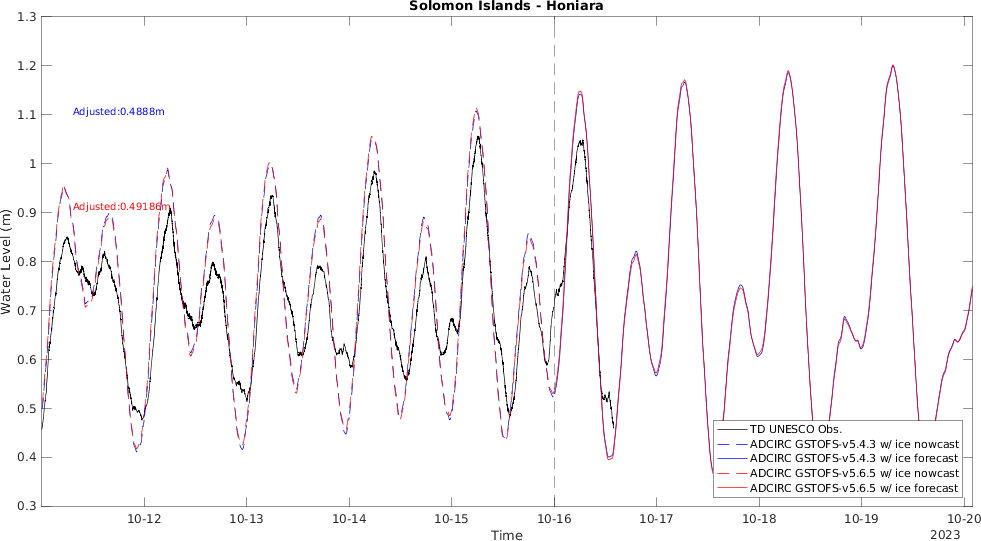 Solomon Islands - Honiara
1.3
1.2
1.1
1
0.9
0.8
0.7
0.6
0.5
0.4
0.3
Water Level (m)
Adjusted:0.4888m
Adjusted:0.49186m
TD UNESCO Obs.
ADCIRC GSTOFS-v5.4.3 w/ ice nowcast
ADCIRC GSTOFS-v5.4.3 w/ ice forecast
ADCIRC GSTOFS-v5.6.5 w/ ice nowcast
ADCIRC GSTOFS-v5.6.5 w/ ice forecast
10-12
10-13
10-14
10-15
10-16
10-17
10-18
10-19
10-20
2023
Time